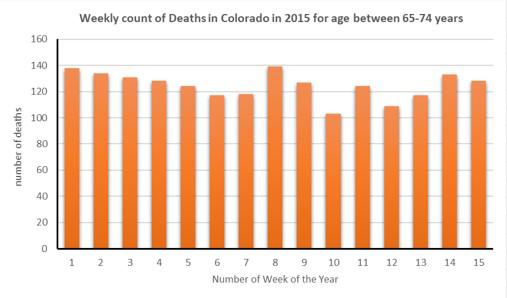 Weekly count of Deaths in Colorado in 2015 for age between 65-74 years
160
140
120
100
80
60
40
20
0
number of deaths
1 2 3 4 5 6 7 8 9 10 11 12 13 14 15
Number of Week of the Year